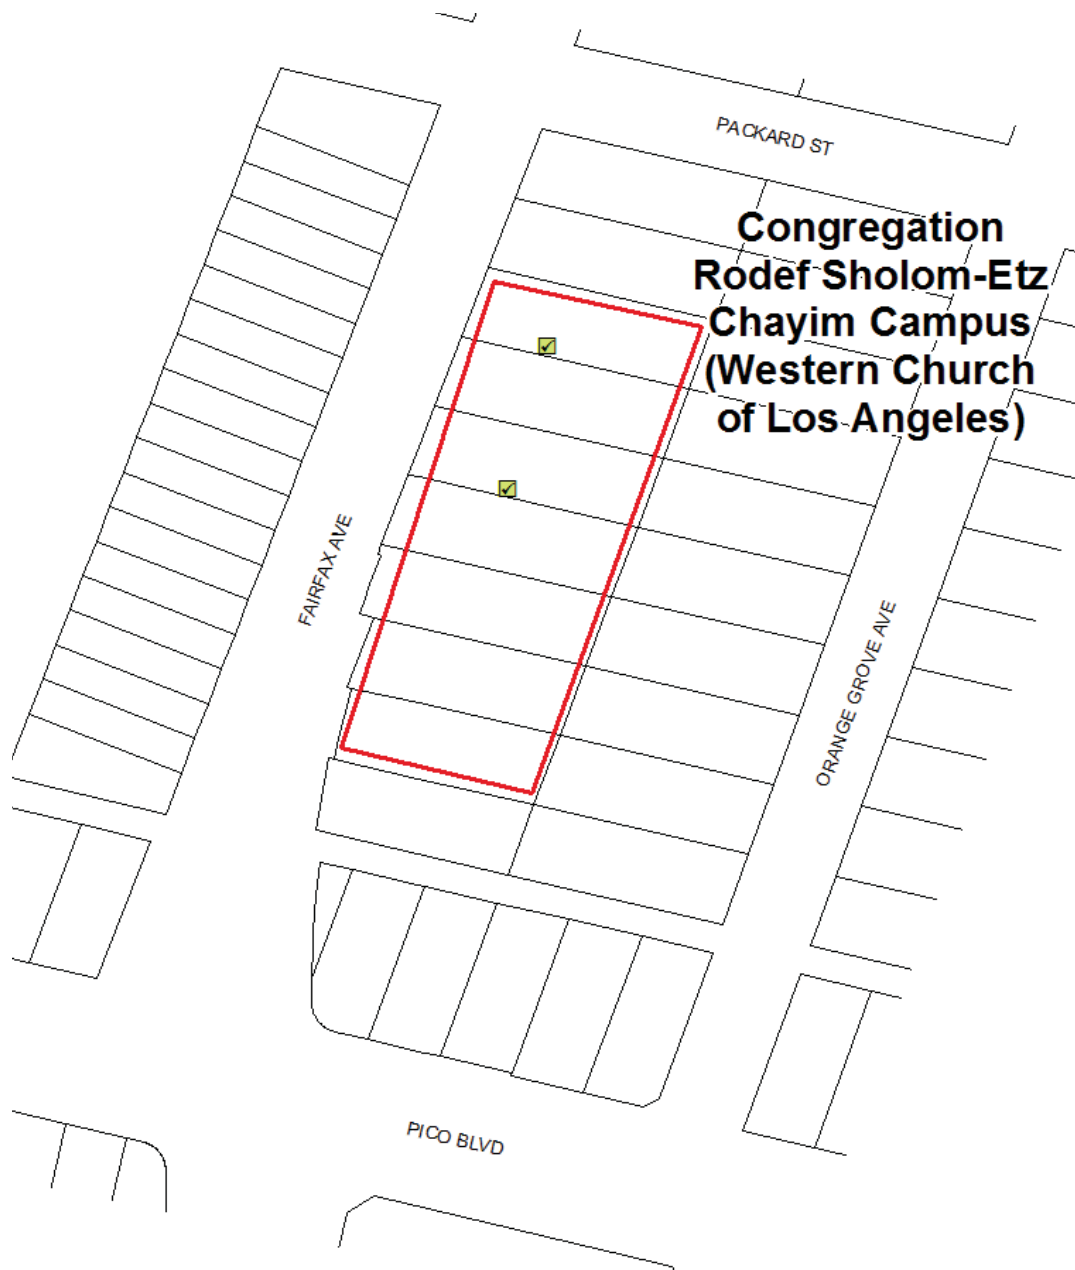 PACKARD ST
Congregation
Rodef Sholom-Etz
Chayim Campus
(Western Church
of Los Angeles)
FAIRFAX AVE
ORANGE GROVE AVE
PICO BLVD